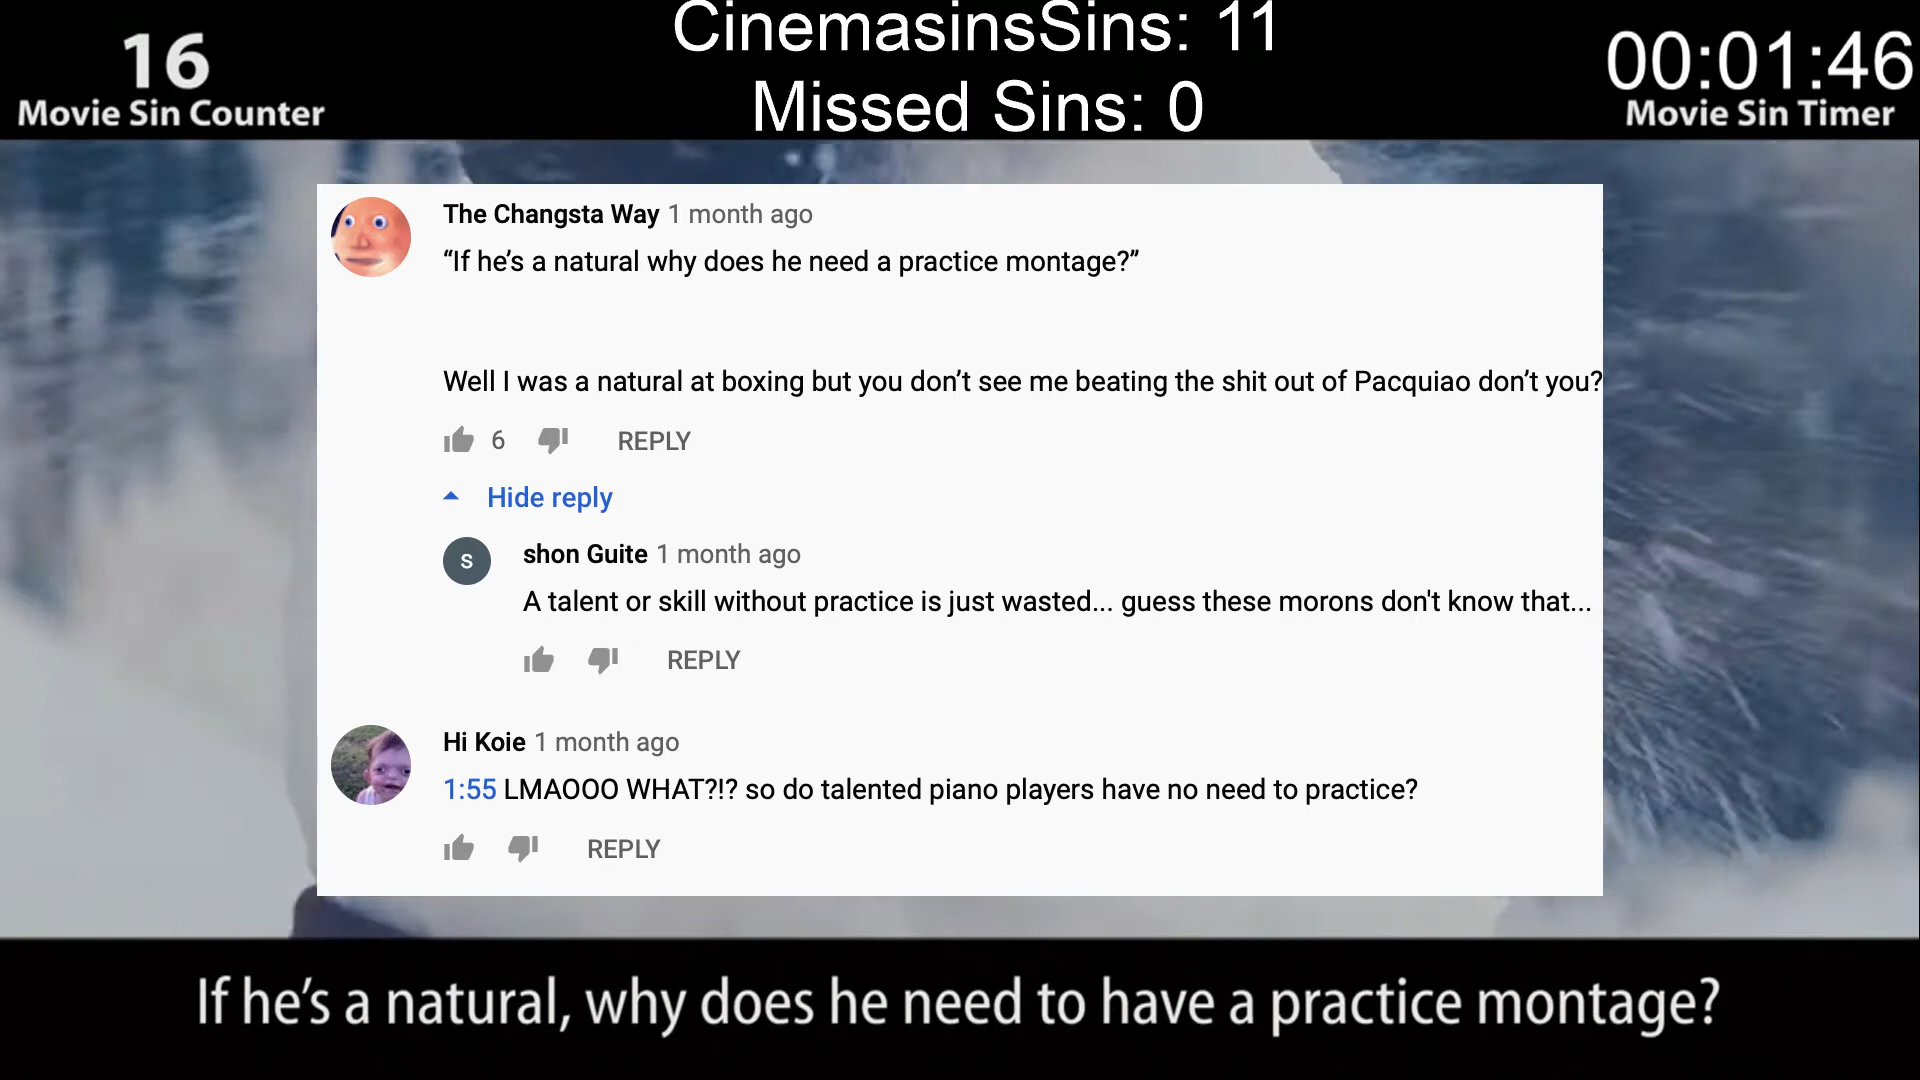 CinemasinsSins: 11
16
Movie Sin Counter
Missed Sins: 0
00:01:46
Movie Sin Timer
The Changsta Way 1 month ago
“If he’s a natural why does he need a practice montage?”
Well I was a natural at boxing but you don’t see me beating the shit out of Pacquiao don’t you?
6 REPLY
Hide reply
S
shon Guite 1 month ago
A talent or skill without practice is just wasted... guess these morons don't know that...
REPLY
Hi Koie 1 month ago
1:55 LMAOOO WHAT?!? so do talented piano players have no need to practice?
REPLY
If he’s a natural, why does he need to have a practice montage?